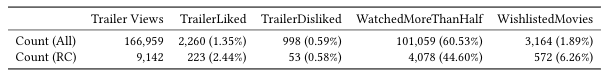 Trailer Views TrailerLiked TrailerDisliked WatchedMoreThanHalf WishlistedMovies
Count (All) 166,959 2,260 (1.35%) 998 (0.59%) 101,059 (60.53%) 3,164 (1.89%)
Count (RC) 9,142 223 (2.44%) 53 (0.58%) 4,078 (44.60%) 572 (6.26%)